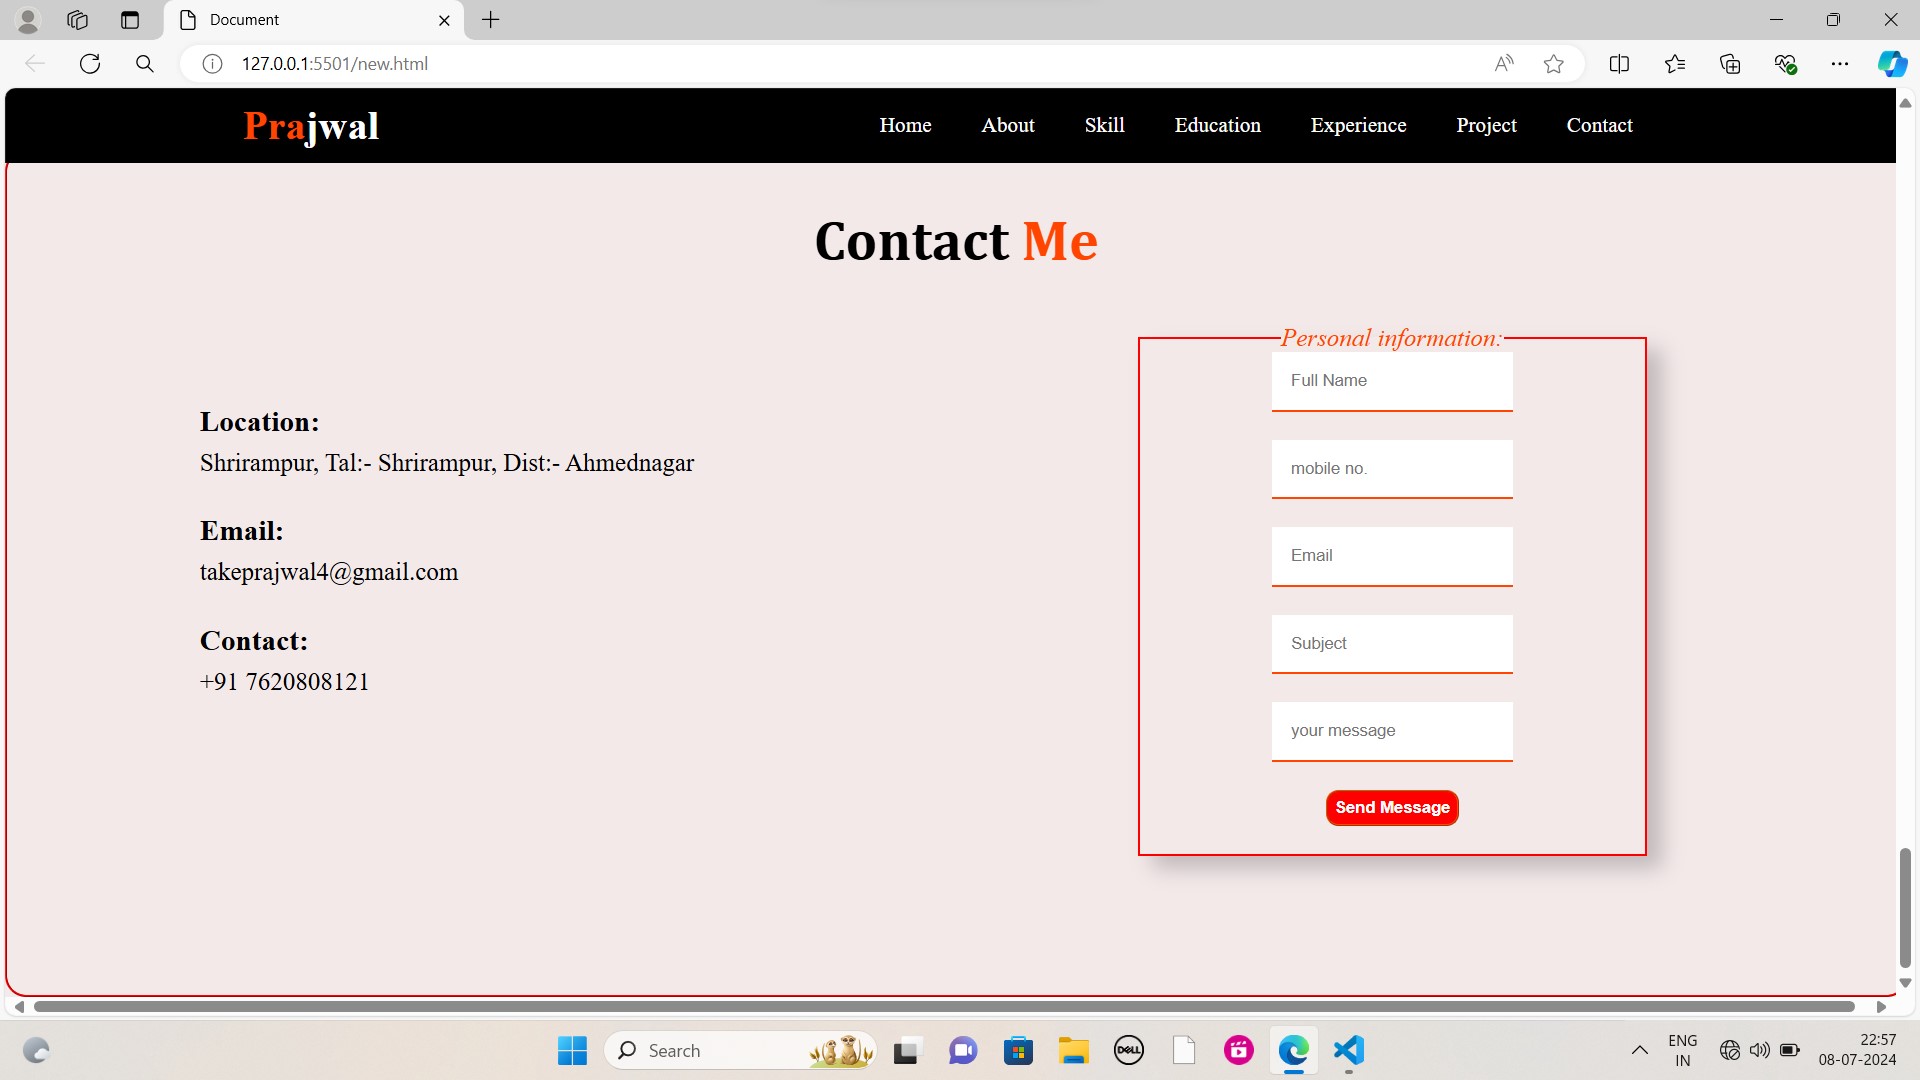 Document
127.0.0.1:5501/new.html
Prajwal
Home About Skill Education Experience Project Contact
Contact Me
Personal information:
Full Name
mobile no.
Email
Subject
your message
Send Message
Location:
Shrirampur, Tal:- Shrirampur, Dist:- Ahmednagar
Email:
takeprajwal4@gmail.com
Contact:
+91 7620808121
Search
DELL
ENG
IN
22:57
08-07-2024